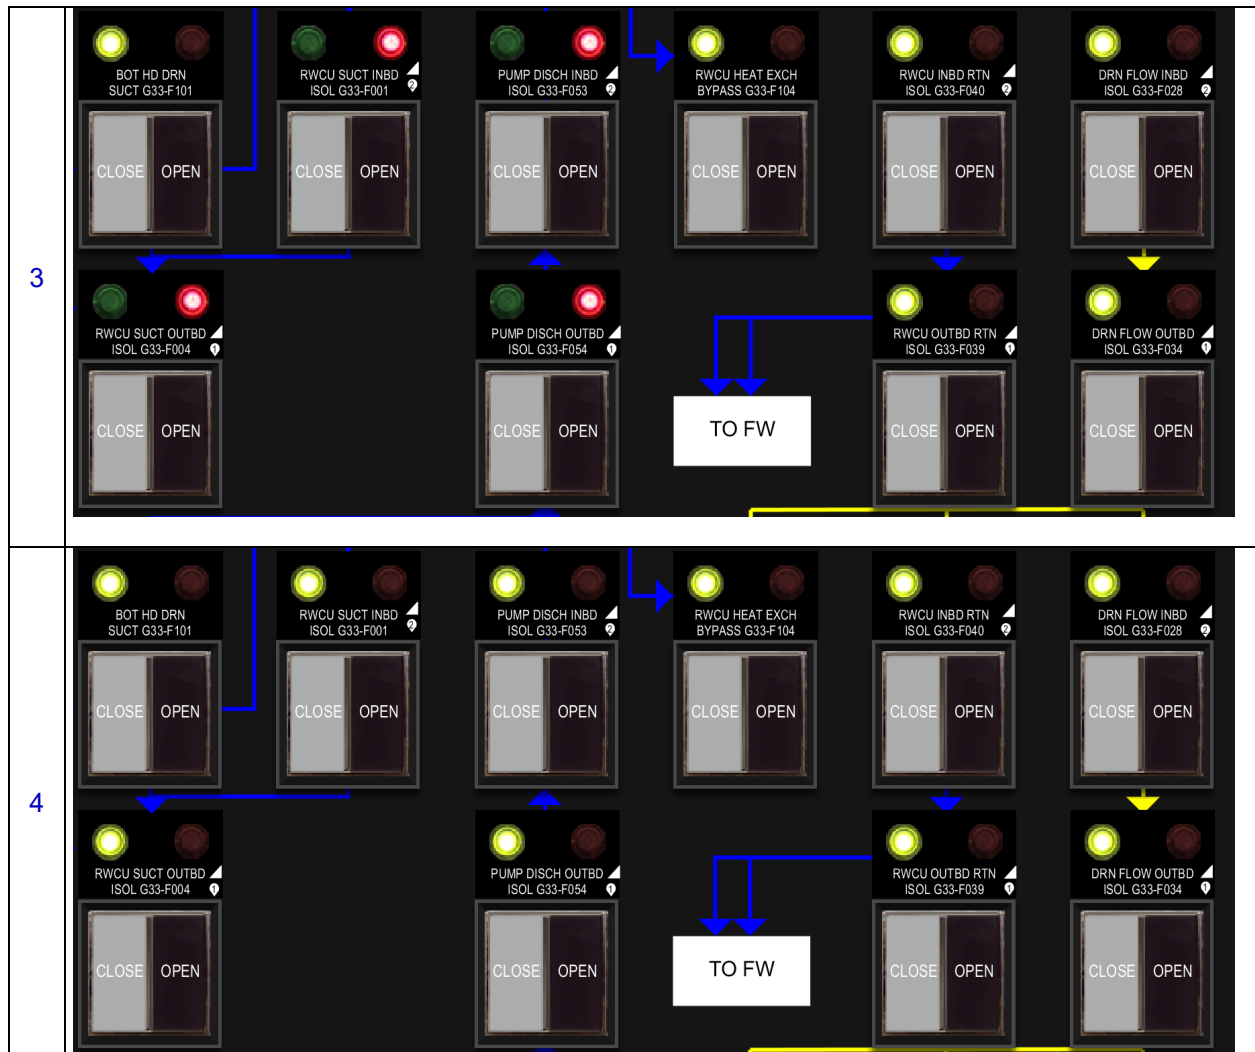 3
BOT HD DRN
SUCT G33-F101
RWCU SUCT INBD
ISOL G33-F001
2
PUMP DISCH INBD
ISOL G33-F053
2
RWCU HEAT EXCH
BYPASS G33-F104
RWCU INBD RTN
ISOL G33-F040
2
DRN FLOW INBD
ISOL G33-F028
2
CLOSE OPEN
CLOSE OPEN
CLOSE OPEN
CLOSE OPEN
CLOSE OPEN
CLOSE OPEN
RWCU SUCT OUTBD
ISOL G33-F004
1
PUMP DISCH OUTBD
ISOL G33-F054
1
RWCU OUTBD RTN
ISOL G33-F039
1
DRN FLOW OUTBD
ISOL G33-F034
1
CLOSE OPEN
CLOSE OPEN
TO FW
CLOSE OPEN
CLOSE OPEN
4
BOT HD DRN
SUCT G33-F101
RWCU SUCT INBD
ISOL G33-F001
2
PUMP DISCH INBD
ISOL G33-F053
2
RWCU HEAT EXCH
BYPASS G33-F104
RWCU INBD RTN
ISOL G33-F040
2
DRN FLOW INBD
ISOL G33-F028
2
CLOSE OPEN
CLOSE OPEN
CLOSE OPEN
CLOSE OPEN
CLOSE OPEN
CLOSE OPEN
RWCU SUCT OUTBD
ISOL G33-F004
1
PUMP DISCH OUTBD
ISOL G33-F054
1
RWCU OUTBD RTN
ISOL G33-F039
1
DRN FLOW OUTBD
ISOL G33-F034
1
CLOSE OPEN
CLOSE OPEN
TO FW
CLOSE OPEN
CLOSE OPEN